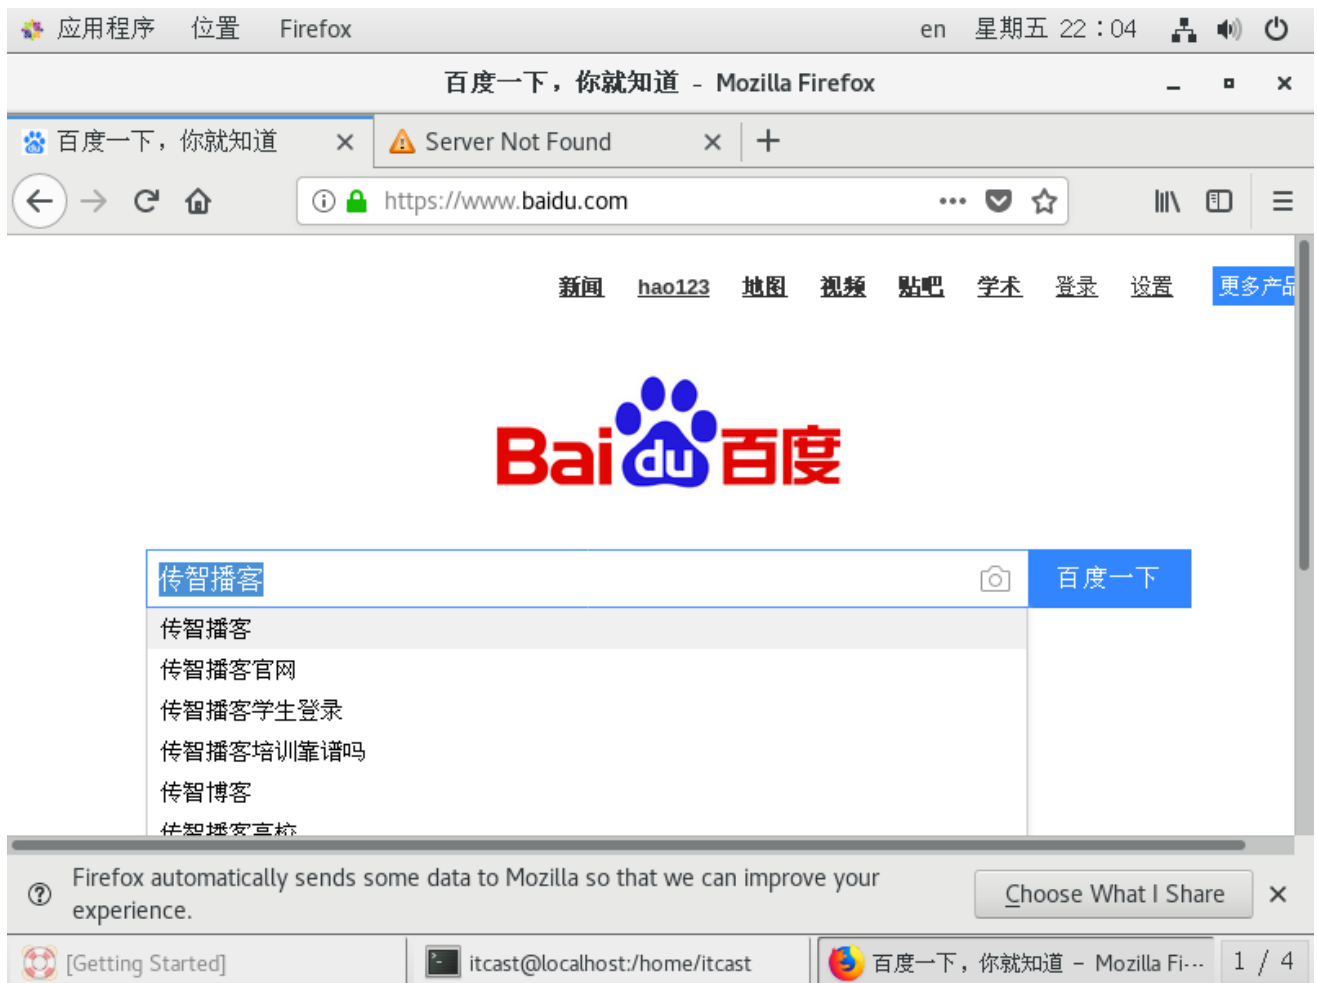 应用程序 位置 Firefox en 星期五 22：04
百度一下，你就知道 - Mozilla Firefox
百度一下，你就知道 Server Not Found
https://www.baidu.com
新闻 hao123 地图 视频 贴吧 学术 登录 设置 更多产品
Bai du 百度
传智播客 百度一下
传智播客
传智播客官网
传智播客学生登录
传智播客培训靠谱吗
传智博客
传智播客高校
Firefox automatically sends some data to Mozilla so that we can improve your
experience.
Choose What I Share
[Getting Started] itcast@localhost:/home/itcast 百度一下，你就知道 - Mozilla Fi··· 1 / 4